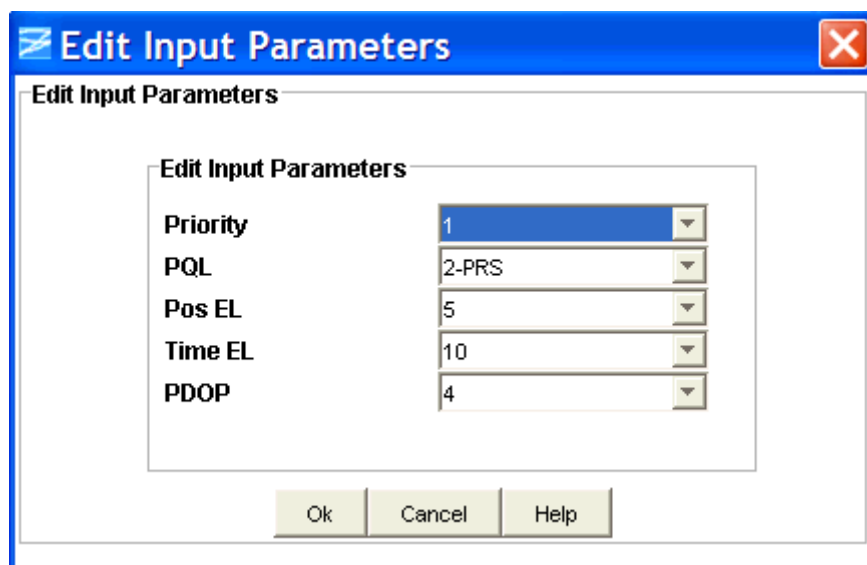 Edit Input Parameters
Edit Input Parameters
Edit Input Parameters
Priority 1
PQL 2-PRS
Pos EL 5
Time EL 10
PDOP 4
Ok Cancel Help